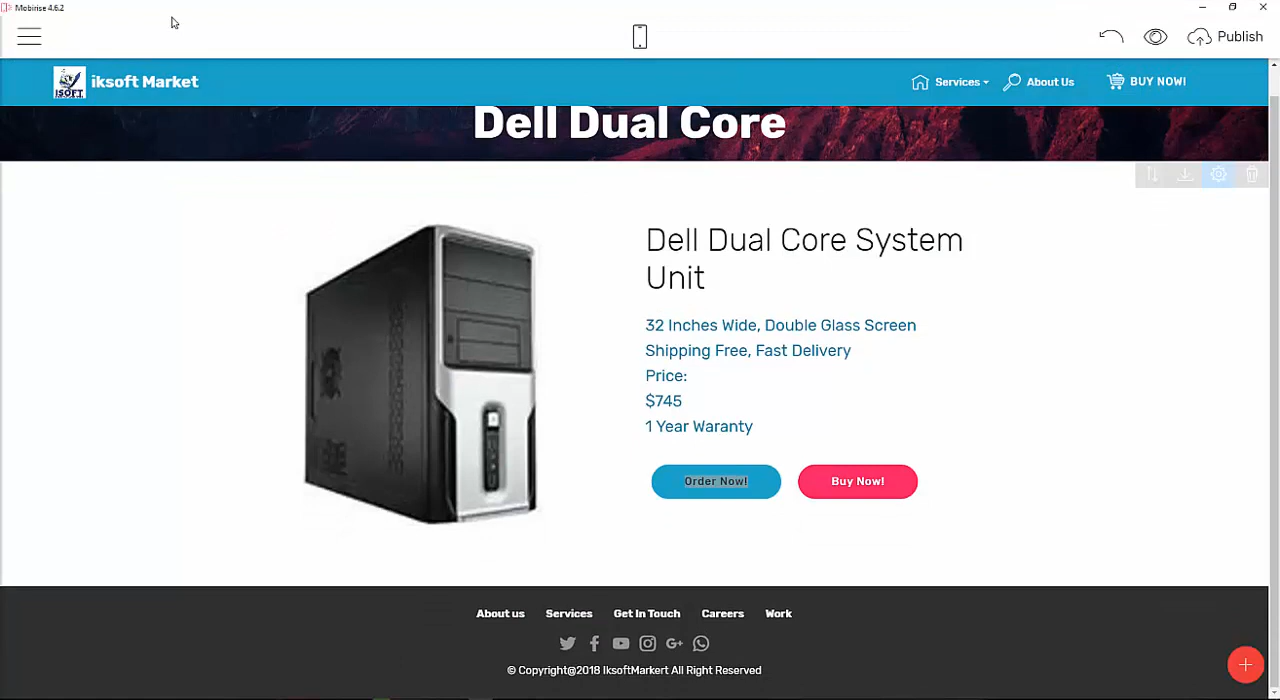 Mobirise 4.6.2
Publish
ISOFT
iksoft Market
Services
About Us
BUY NOW!
Dell Dual Core
Dell Dual Core System
Unit
32 Inches Wide, Double Glass Screen
Shipping Free, Fast Delivery
Price:
$745
1 Year Waranty
Order Now!
Buy Now!
About us
Services
Get In Touch
Careers
Work
© Copyright@2018 IksoftMarkert All Right Reserved